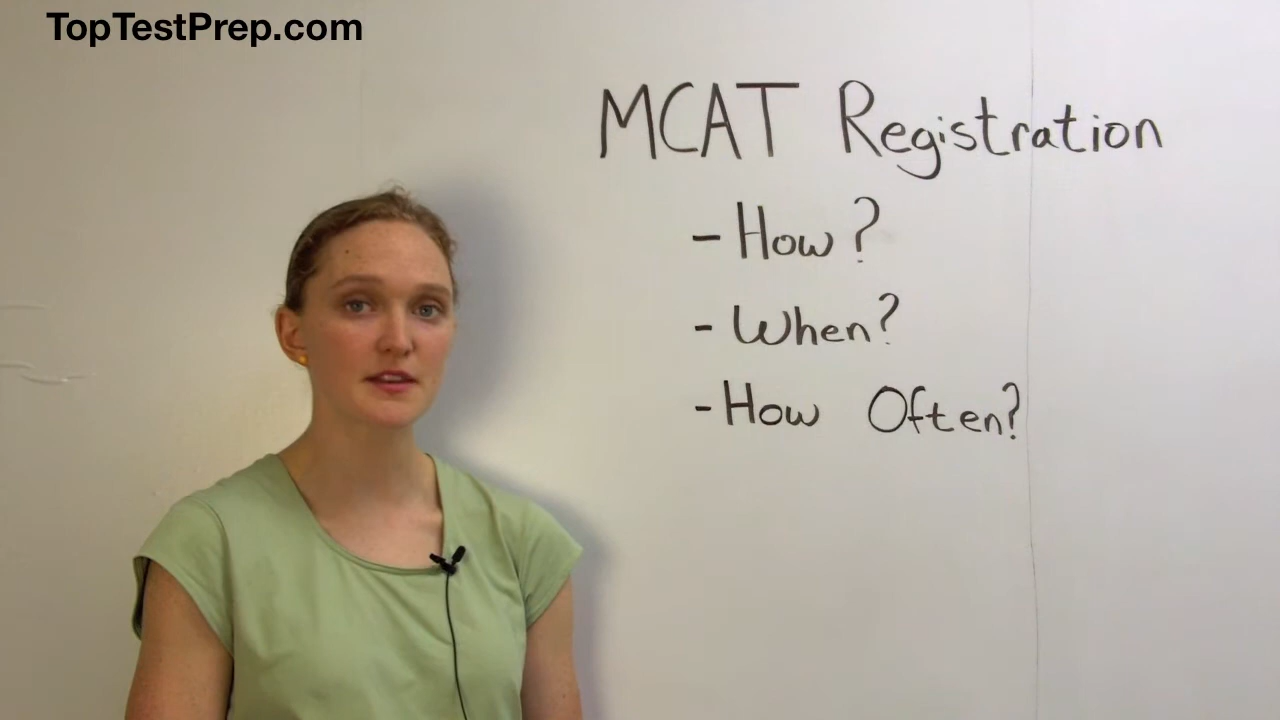 TopTestPrep.com
MCAT Registration
- How?
- When?
- How Often?